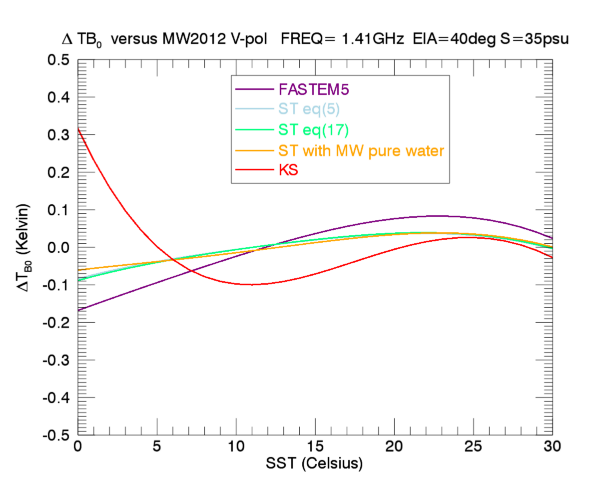 Δ TB₀ versus MW2012 V-pol FREQ= 1.41GHz EIA=40deg S=35psu
FASTEM5
ST eq(5)
ST eq(17)
ST with MW pure water
KS
0.5
0.4
0.3
0.2
0.1
0.0
-0.1
-0.2
-0.3
-0.4
-0.5
ΔT_B0 (Kelvin)
0 5 10 15 20 25 30
SST (Celsius)